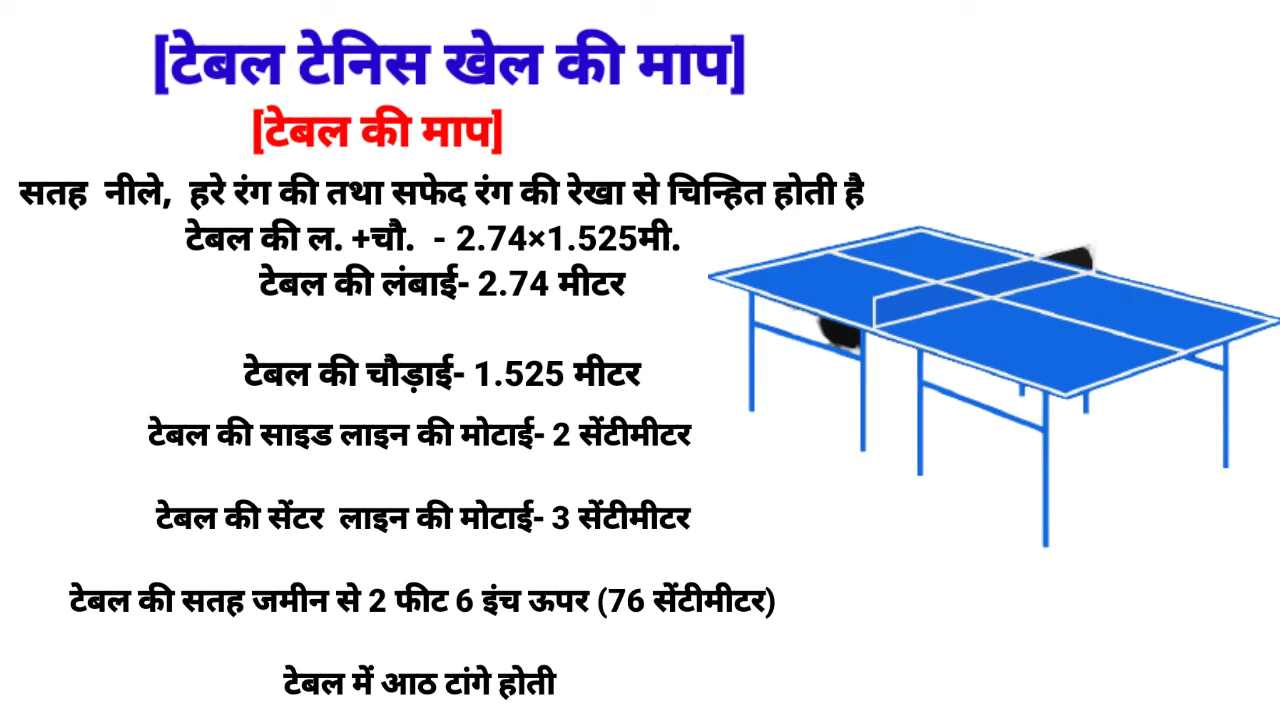 [टेबल टेनिस खेल की माप]
[टेबल की माप]
सतह नीले, हरे रंग की तथा सफेद रंग की रेखा से चिन्हित होती है
टेबल की ल. +चौ. - 2.74×1.525मी.
टेबल की लंबाई- 2.74 मीटर
टेबल की चौड़ाई- 1.525 मीटर
टेबल की साइड लाइन की मोटाई- 2 सेंटीमीटर
टेबल की सेंटर लाइन की मोटाई- 3 सेंटीमीटर
टेबल की सतह जमीन से 2 फीट 6 इंच ऊपर (76 सेंटीमीटर)
टेबल में आठ टांगे होती